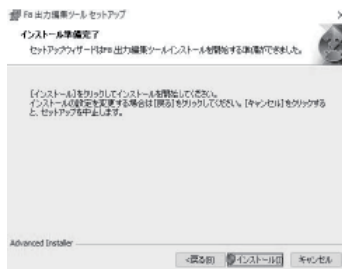 Fs 出力編集ツール セットアップ
インストール準備完了
セットアップウィザードはFs 出力編集ツールインストールを開始する準備ができました。
[インストール]をクリックしてインストールを開始してください。
インストールの設定を変更する場合は[戻る]をクリックしてください。[キャンセル]をクリックする
と、セットアップを中止します。
Advanced Installer
<戻る(B) インストール(I) キャンセル